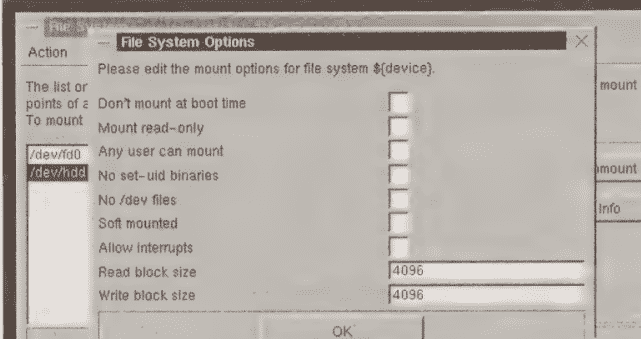 File System Options
Action
Please edit the mount options for file system ${device}.
The list or
mount
points of a
Don't mount at boot time
To mount
Mount read-only
/dev/fd0
Any user can mount
/dev/hdd
No set-uid binaries
mount
No /dev files
Info
Soft mounted
Allow interrupts
Read block size
4096
Write block size
4096
OK